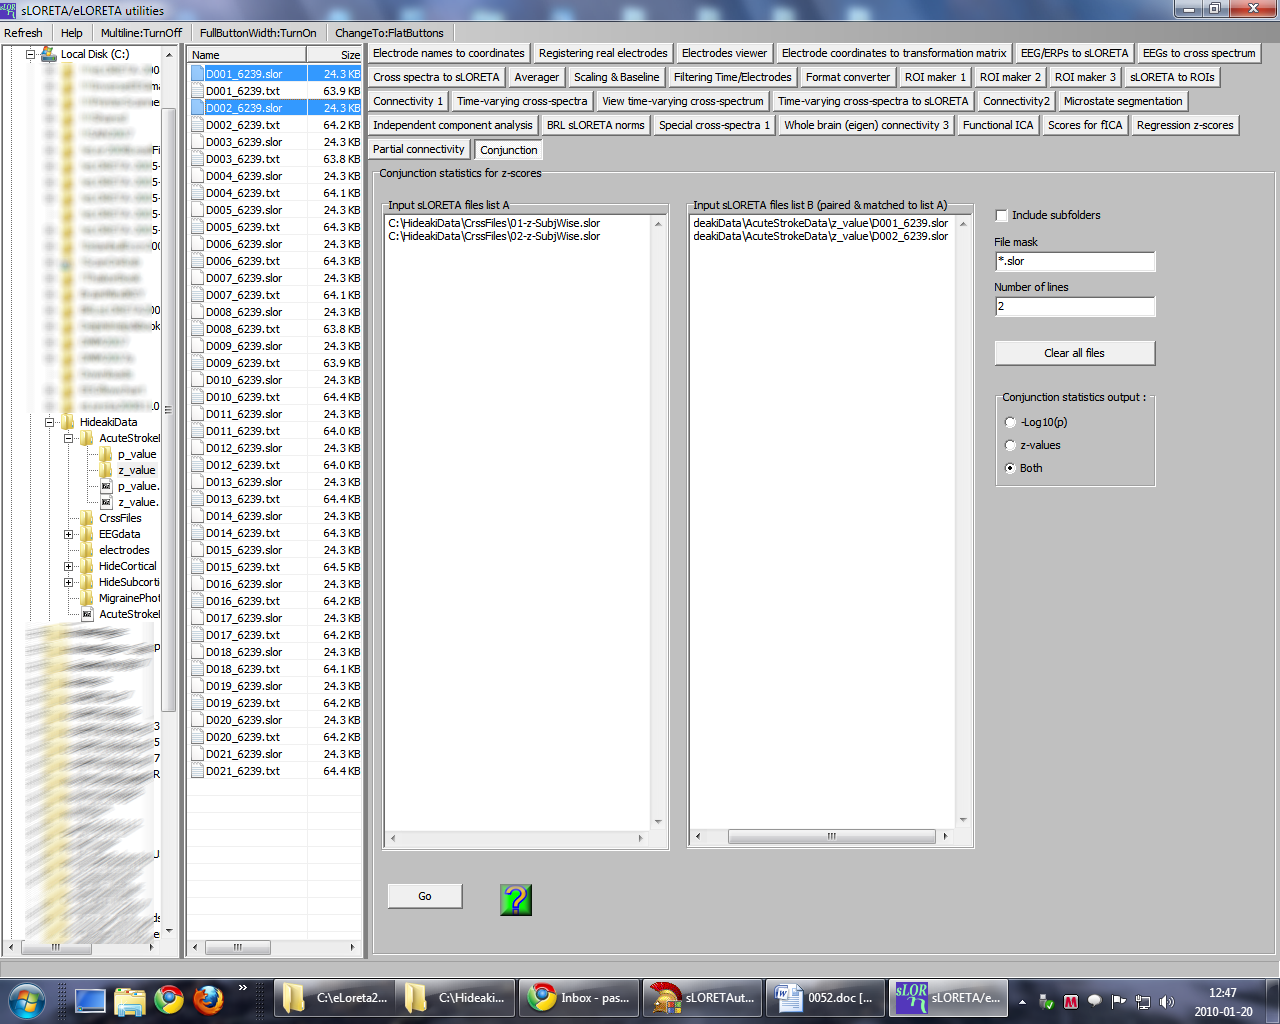 sLORETA/eLORETA utilities
Refresh Help Multiline:TurnOff FullButtonWidth:TurnOn ChangeTo:FlatButtons
Local Disk (C:)
HideakiData
AcuteStrokeI
p_value
z_value
p_value.
z_value.
CrssFiles
EEGdata
electrodes
HideCortical
HideSubcorti
MigrainePhot
AcuteStrokeI
Name Size
D001_6239.slor 24.3 KB
D001_6239.txt 63.9 KB
D002_6239.slor 24.3 KB
D002_6239.txt 64.2 KB
D003_6239.slor 24.3 KB
D003_6239.txt 63.8 KB
D004_6239.slor 24.3 KB
D004_6239.txt 64.1 KB
D005_6239.slor 24.3 KB
D005_6239.txt 64.3 KB
D006_6239.slor 24.3 KB
D006_6239.txt 63.3 KB
D007_6239.slor 24.3 KB
D007_6239.txt 64.1 KB
D008_6239.slor 24.3 KB
D008_6239.txt 63.8 KB
D009_6239.slor 24.3 KB
D009_6239.txt 63.9 KB
D010_6239.slor 24.3 KB
D010_6239.txt 64.4 KB
D011_6239.slor 24.3 KB
D011_6239.txt 64.0 KB
D012_6239.slor 24.3 KB
D012_6239.txt 64.0 KB
D013_6239.slor 24.3 KB
D013_6239.txt 64.4 KB
D014_6239.slor 24.3 KB
D014_6239.txt 64.3 KB
D015_6239.slor 24.3 KB
D015_6239.txt 64.5 KB
D016_6239.slor 24.3 KB
D016_6239.txt 64.2 KB
D017_6239.slor 24.3 KB
D017_6239.txt 64.2 KB
D018_6239.slor 24.3 KB
D018_6239.txt 64.1 KB
D019_6239.slor 24.3 KB
D019_6239.txt 64.2 KB
D020_6239.slor 24.3 KB
D020_6239.txt 64.2 KB
D021_6239.slor 24.3 KB
D021_6239.txt 64.4 KB
Electrode names to coordinates Registering real electrodes Electrodes viewer Electrode coordinates to transformation matrix EEG/ERPs to sLORETA EEGs to cross spectrum
Cross spectra to sLORETA Averager Scaling & Baseline Filtering Time/Electrodes Format converter ROI maker 1 ROI maker 2 ROI maker 3 sLORETA to ROIs
Connectivity 1 Time-varying cross-spectra View time-varying cross-spectrum Time-varying cross-spectra to sLORETA Connectivity2 Microstate segmentation
Independent component analysis BRL sLORETA norms Special cross-spectra 1 Whole brain (eigen) connectivity 3 Functional ICA Scores for fICA Regression z-scores
Partial connectivity Conjunction
Conjunction statistics for z-scores
Input sLORETA files list A
C:\HideakiData\CrssFiles\01-z-SubjWise.slor
C:\HideakiData\CrssFiles\02-z-SubjWise.slor
Input sLORETA files list B (paired & matched to list A)
deakiData\AcuteStrokeData\z_value\D001_6239.slor
deakiData\AcuteStrokeData\z_value\D002_6239.slor
Include subfolders
File mask
*.slor
Number of lines
2
Clear all files
Conjunction statistics output :
-Log10(p)
z-values
Both
Go
C:\eLoreta2... C:\Hideaki... Inbox - pas... sLORETAut... 0052.doc [... sLORETA/e...
12:47
2010-01-20